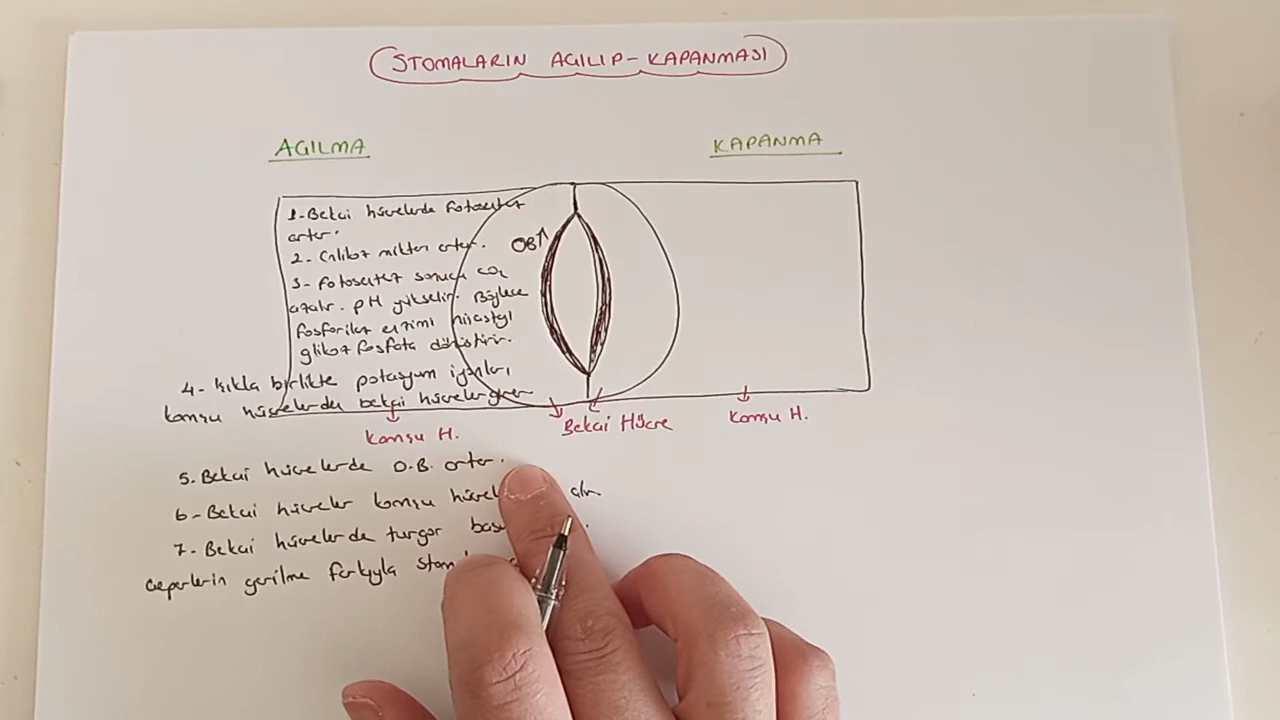 STOMALARIN AÇILIP-KAPANMASI
AÇILMA
KAPANMA
1-Bekçi hücrelerde fotosentez
artar.
2- Glikoz miktarı artar.
OB↑
3- Fotosentez sonucu CO2
azalır. pH yükselir. Böylece
fosforilaz enzimi nişastayı
glikoz fosfata dönüştürür.
4- Işıkla birlikte potasyum iyonları,
komşu hücrelerden bekçi hücrelere girer
Komşu H.
Bekçi Hücre
Komşu H.
5. Bekçi hücrelerde O.B. artar.
6- Bekçi hücreler komşu alır
7- Bekçi hücrelerde turgor
çeperlerin gerilme farkıyla